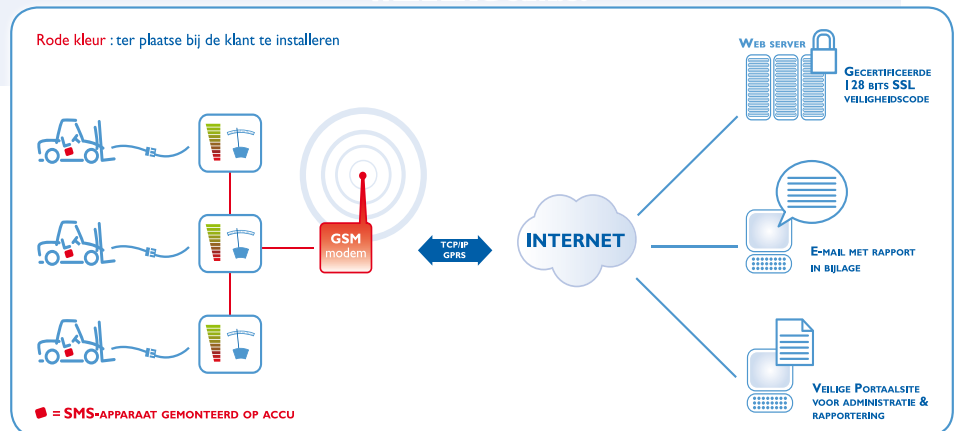 Rode kleur : ter plaatse bij de klant te installeren
WEB SERVER
GECERTIFICEERDE
128 BITS SSL
VEILIGHEIDSCODE
GSM
modem
TCP/IP
GPRS
INTERNET
E-MAIL MET RAPPORT
IN BIJLAGE
VEILIGE PORTAALSITE
VOOR ADMINISTRATIE &
RAPPORTERING
= SMS-APPARAAT GEMONTEERD OP ACCU